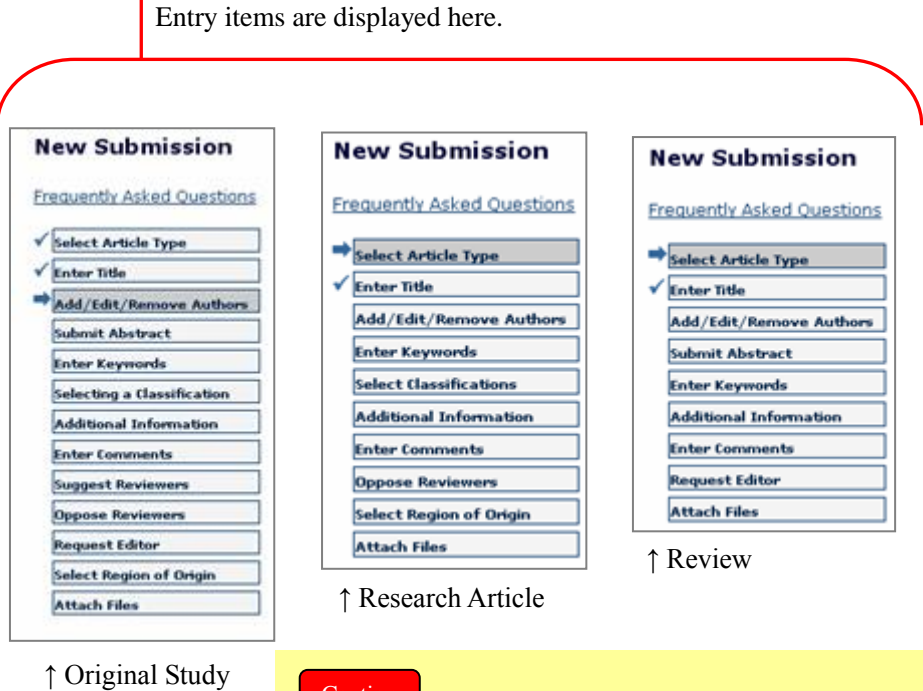 Entry items are displayed here.
New Submission
Frequently Asked Questions
Select Article Type
Enter Title
Add/Edit/Remove Authors
Submit Abstract
Enter Keywords
Selecting a Classification
Additional Information
Enter Comments
Suggest Reviewers
Oppose Reviewers
Request Editor
Select Region of Origin
Attach Files
↑ Original Study
New Submission
Frequently Asked Questions
Select Article Type
Enter Title
Add/Edit/Remove Authors
Enter Keywords
Select Classifications
Additional Information
Enter Comments
Oppose Reviewers
Select Region of Origin
Attach Files
↑ Research Article
New Submission
Frequently Asked Questions
Select Article Type
Enter Title
Add/Edit/Remove Authors
Submit Abstract
Enter Keywords
Additional Information
Enter Comments
Request Editor
Attach Files
↑ Review